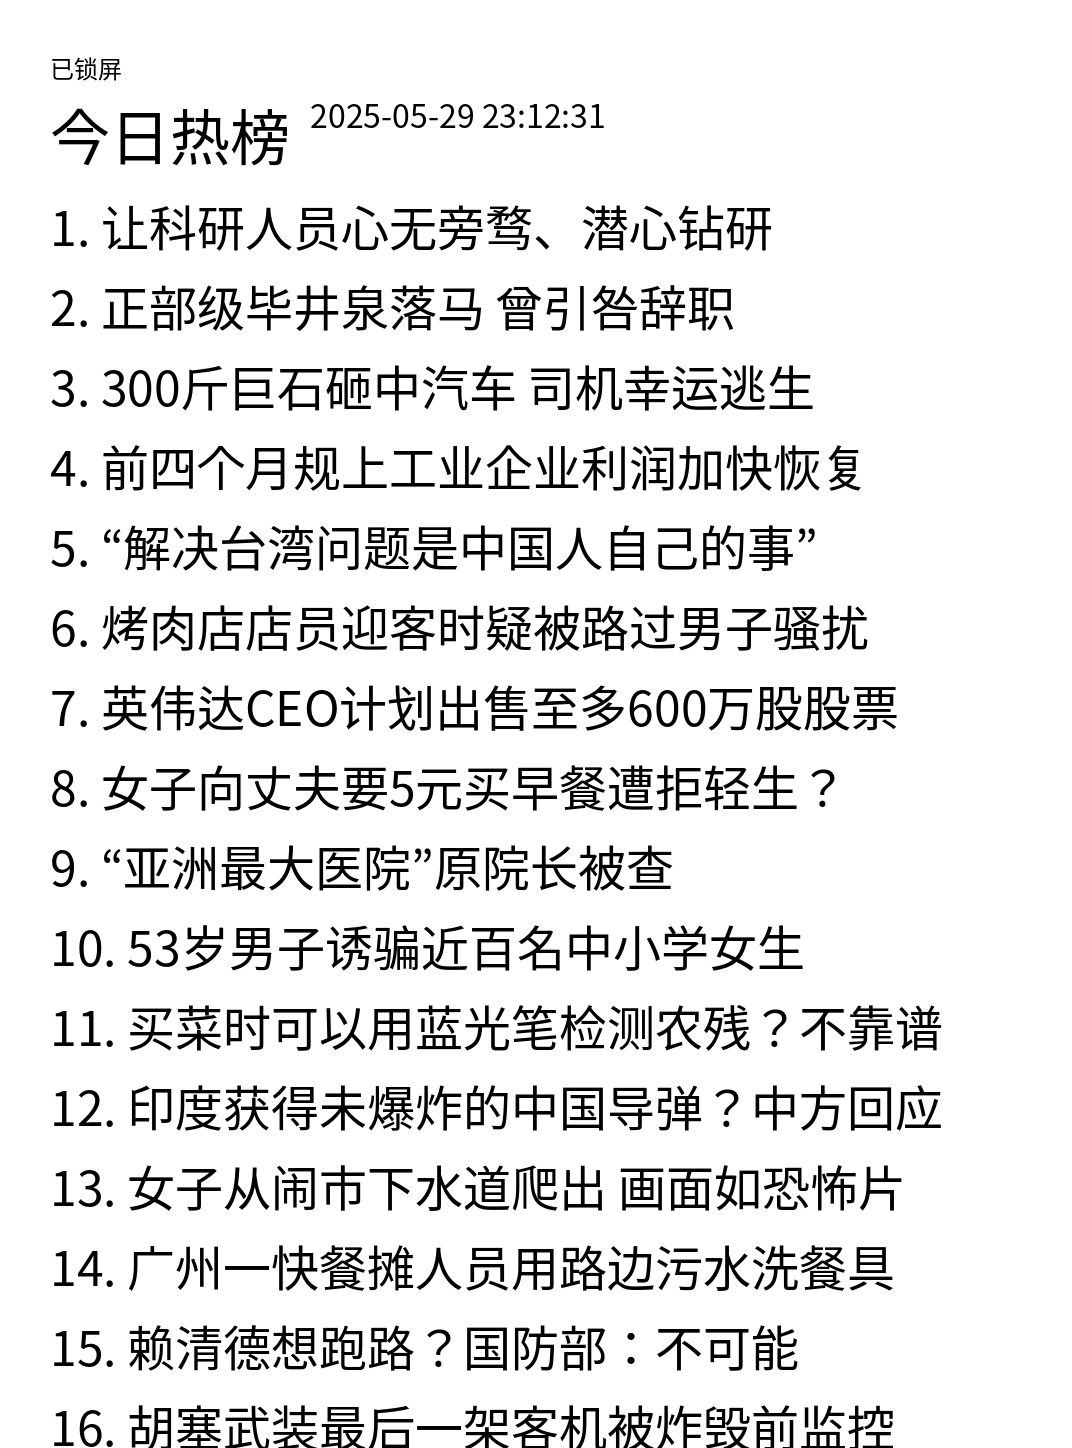 已锁屏
今日热榜 2025-05-29 23:12:31
1. 让科研人员心无旁骛、潜心钻研
2. 正部级毕井泉落马 曾引咎辞职
3. 300斤巨石砸中汽车 司机幸运逃生
4. 前四个月规上工业企业利润加快恢复
5. “解决台湾问题是中国人自己的事”
6. 烤肉店店员迎客时疑被路过男子骚扰
7. 英伟达CEO计划出售至多600万股股票
8. 女子向丈夫要5元买早餐遭拒轻生？
9. “亚洲最大医院”原院长被查
10. 53岁男子诱骗近百名中小学女生
11. 买菜时可以用蓝光笔检测农残？不靠谱
12. 印度获得未爆炸的中国导弹？中方回应
13. 女子从闹市下水道爬出 画面如恐怖片
14. 广州一快餐摊人员用路边污水洗餐具
15. 赖清德想跑路？国防部：不可能
16. 胡塞武装最后一架客机被炸毁前监控